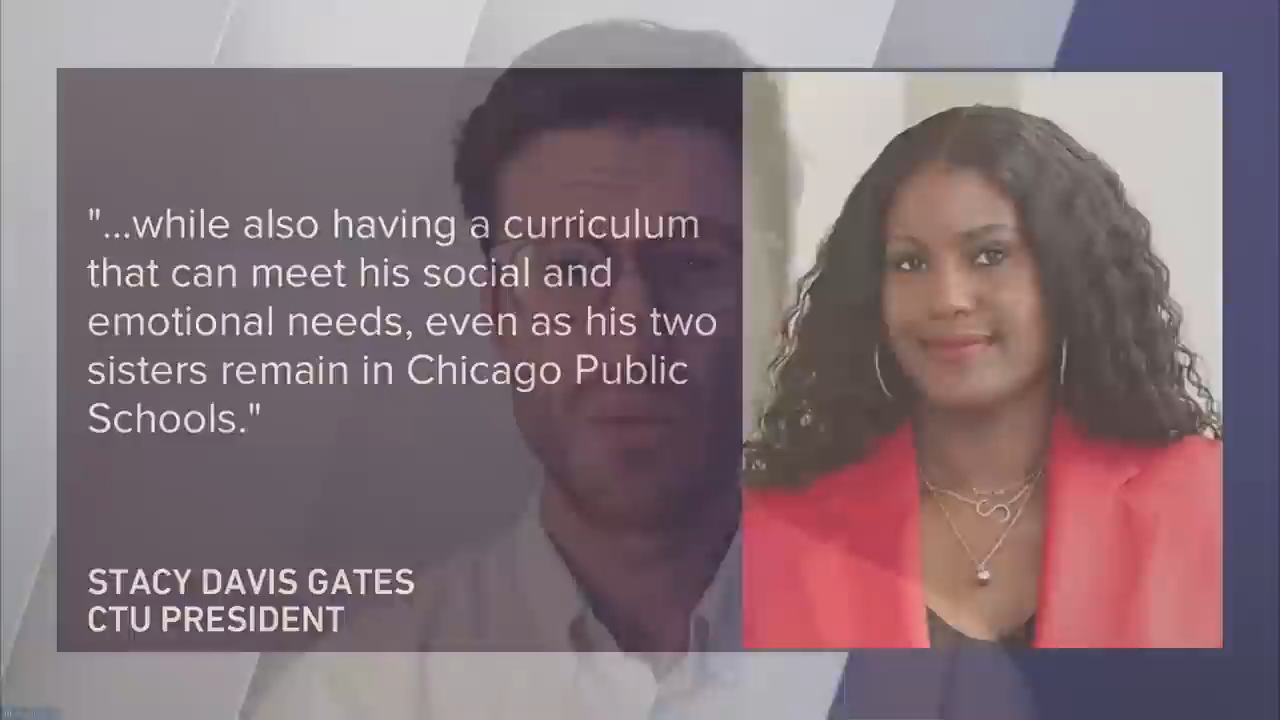 "...while also having a curriculum
that can meet his social and
emotional needs, even as his two
sisters remain in Chicago Public
Schools."
STACY DAVIS GATES
CTU PRESIDENT